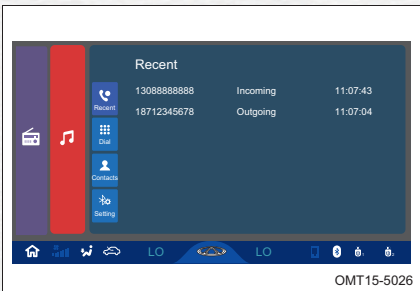 Recent
13088888888 Incoming 11:07:43
18712345678 Outgoing 11:07:04
Recent
Dial
Contacts
Setting
LO LO
OMT15-5026